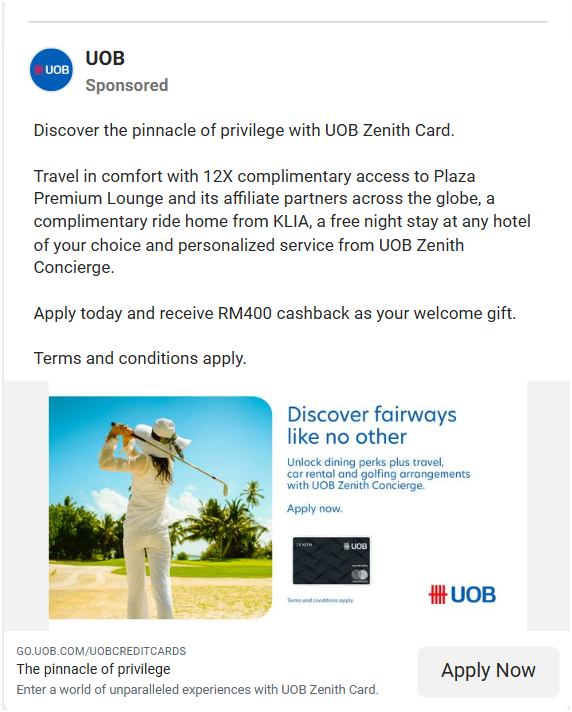 UOB
UOB
Sponsored
Discover the pinnacle of privilege with UOB Zenith Card.
Travel in comfort with 12X complimentary access to Plaza
Premium Lounge and its affiliate partners across the globe, a
complimentary ride home from KLIA, a free night stay at any hotel
of your choice and personalized service from UOB Zenith
Concierge.
Apply today and receive RM400 cashback as your welcome gift.
Terms and conditions apply.
Discover fairways
like no other
Unlock dining perks plus travel,
car rental and golfing arrangements
with UOB Zenith Concierge.
Apply now.
ZENITH
UOB
Terms and conditions apply.
UOB
GO.UOB.COM/UOBCREDITCARDS
The pinnacle of privilege
Enter a world of unparalleled experiences with UOB Zenith Card.
Apply Now